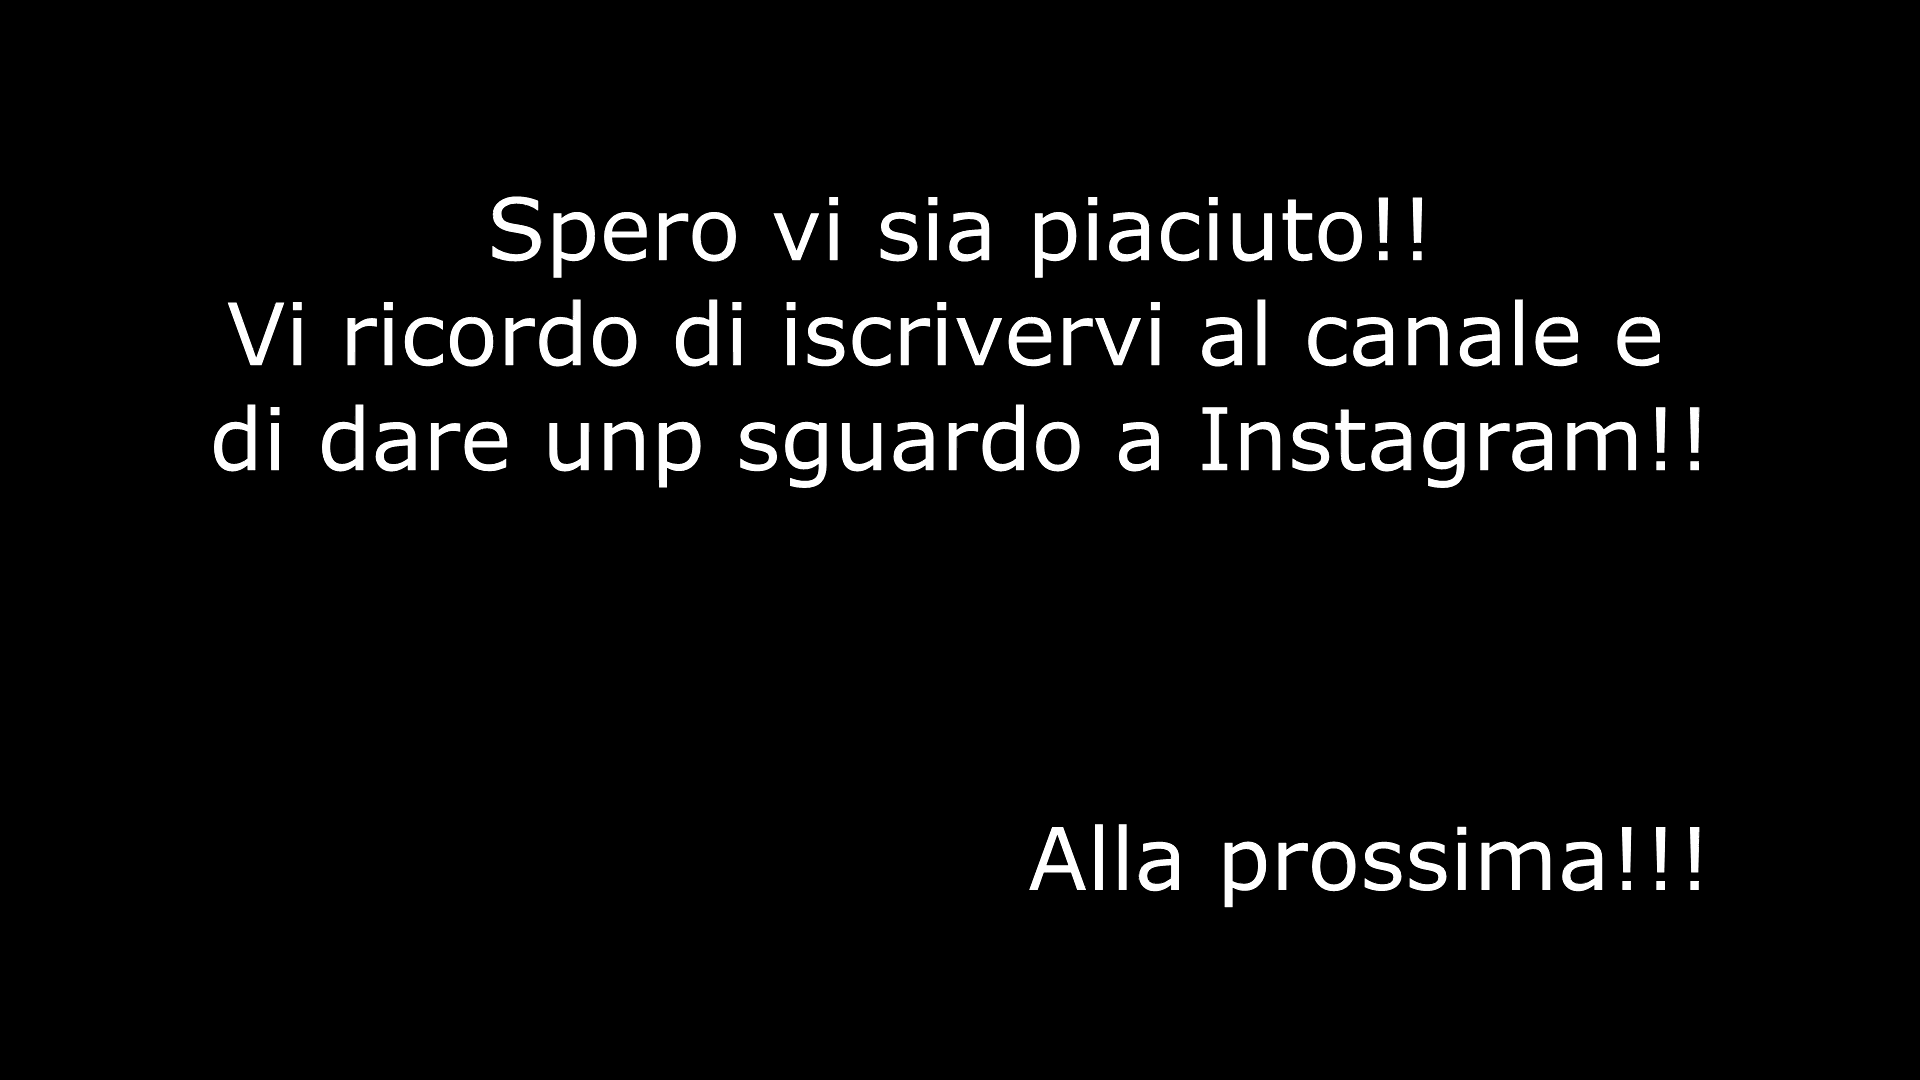 Spero vi sia piaciuto!!
Vi ricordo di iscrivervi al canale e
di dare unp sguardo a Instagram!!
Alla prossima!!!